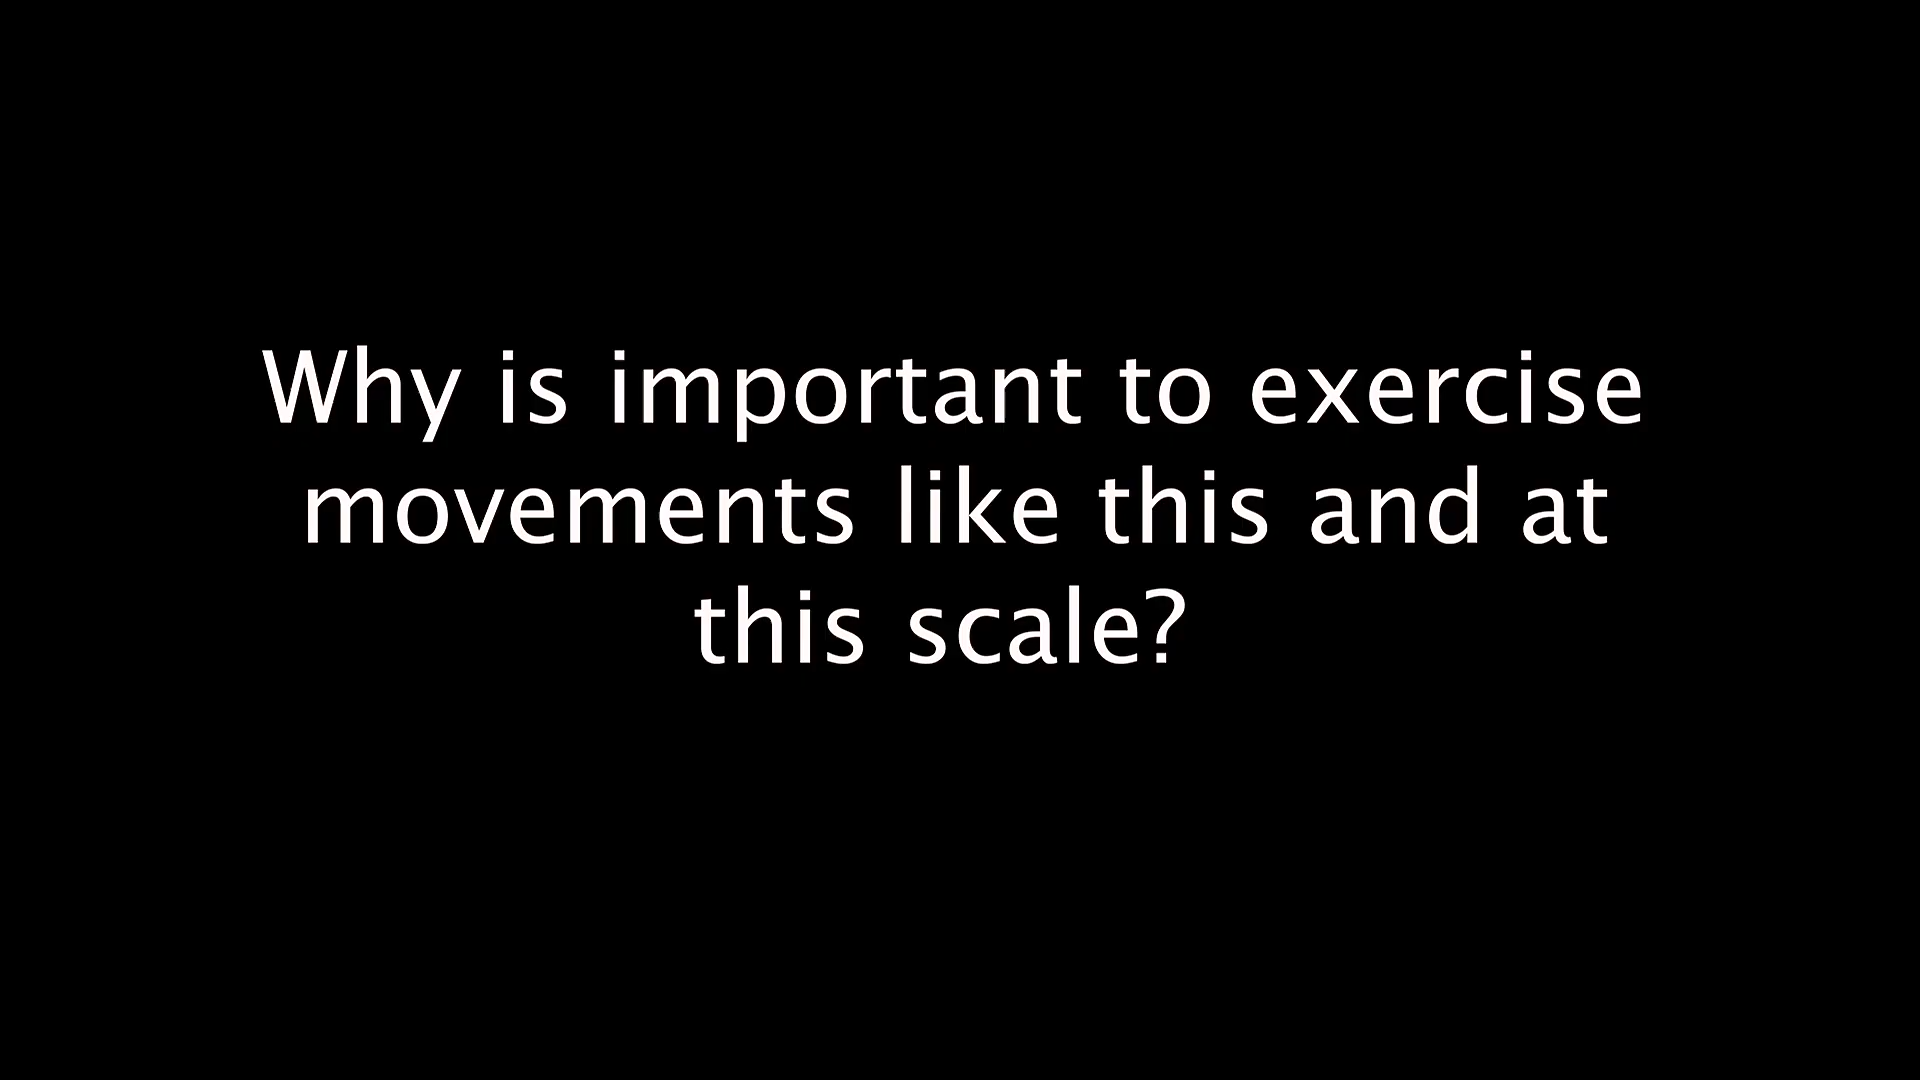 Why is important to exercise
movements like this and at
this scale?